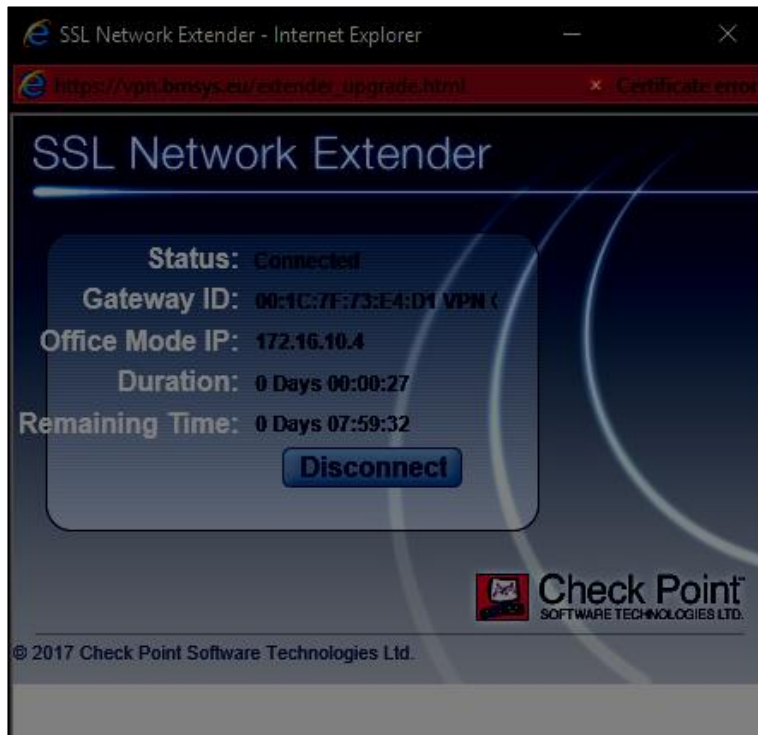 SSL Network Extender - Internet Explorer
https://vpn.bmsys.eu/extender_upgrade.html Certificate error
SSL Network Extender
Status: Connected
Gateway ID: 00:1C:7F:73:E4:D1 VPN (
Office Mode IP: 172.16.10.4
Duration: 0 Days 00:00:27
Remaining Time: 0 Days 07:59:32
Disconnect
Check Point™
SOFTWARE TECHNOLOGIES LTD.
© 2017 Check Point Software Technologies Ltd.